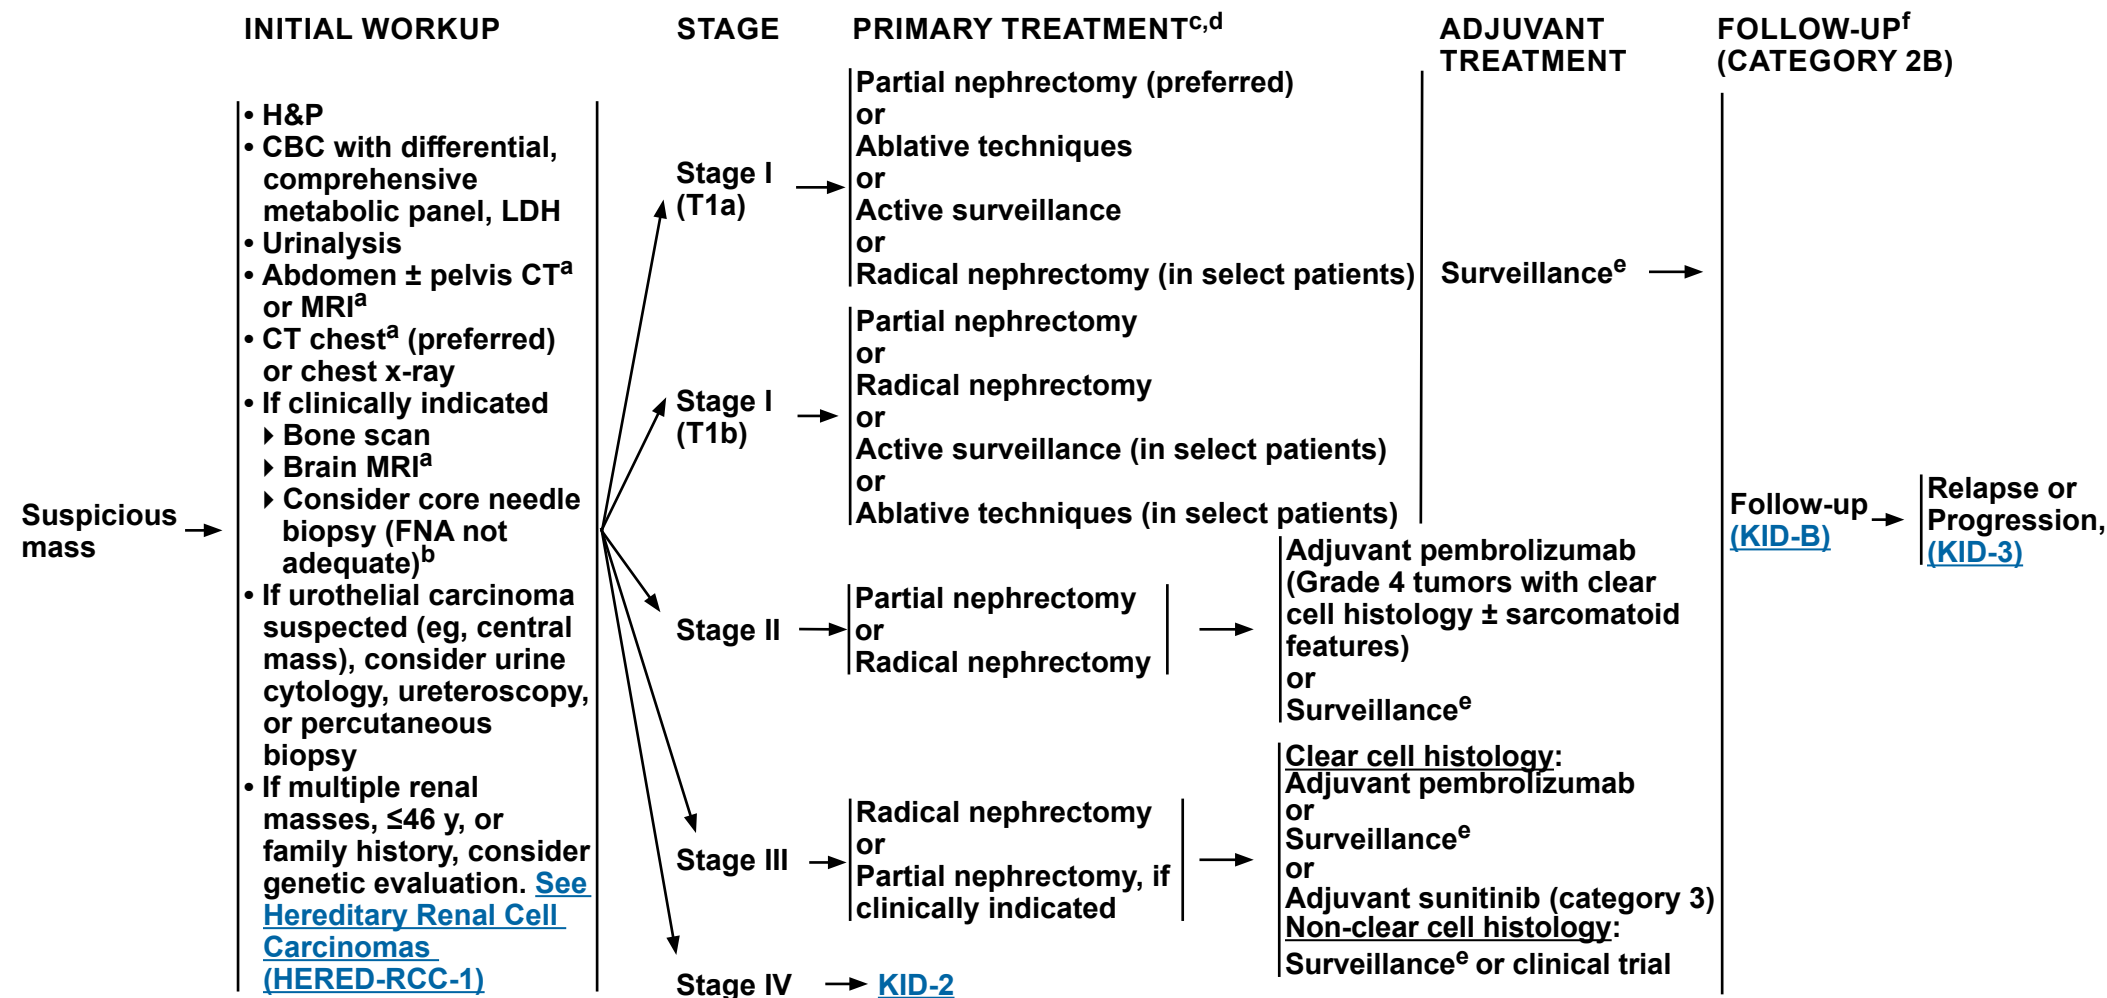 INITIAL WORKUP
STAGE
PRIMARY TREATMENTc,d
ADJUVANT
TREATMENT
FOLLOW-UPf
(CATEGORY 2B)
Suspicious
mass
• H&P
• CBC with differential,
comprehensive
metabolic panel, LDH
• Urinalysis
• Abdomen ± pelvis CTa
or MRIa
• CT chesta (preferred)
or chest x-ray
• If clinically indicated
Bone scan
Brain MRIa
Consider core needle
biopsy (FNA not
adequate)b
• If urothelial carcinoma
suspected (eg, central
mass), consider urine
cytology, ureteroscopy,
or percutaneous
biopsy
• If multiple renal
masses, ≤46 y, or
family history, consider
genetic evaluation. See
Hereditary Renal Cell
Carcinomas
(HERED-RCC-1)
Stage I
(T1a)
Partial nephrectomy (preferred)
or
Ablative techniques
or
Active surveillance
or
Radical nephrectomy (in select patients)
Stage I
(T1b)
Partial nephrectomy
or
Radical nephrectomy
or
Active surveillance (in select patients)
or
Ablative techniques (in select patients)
Surveillancee
Stage II
Partial nephrectomy
or
Radical nephrectomy
Adjuvant pembrolizumab
(Grade 4 tumors with clear
cell histology ± sarcomatoid
features)
or
Surveillancee
Stage III
Radical nephrectomy
or
Partial nephrectomy, if
clinically indicated
Clear cell histology:
Adjuvant pembrolizumab
or
Surveillancee
or
Adjuvant sunitinib (category 3)
Non-clear cell histology:
Surveillancee or clinical trial
Stage IV
KID-2
Follow-up
(KID-B)
Relapse or
Progression,
(KID-3)